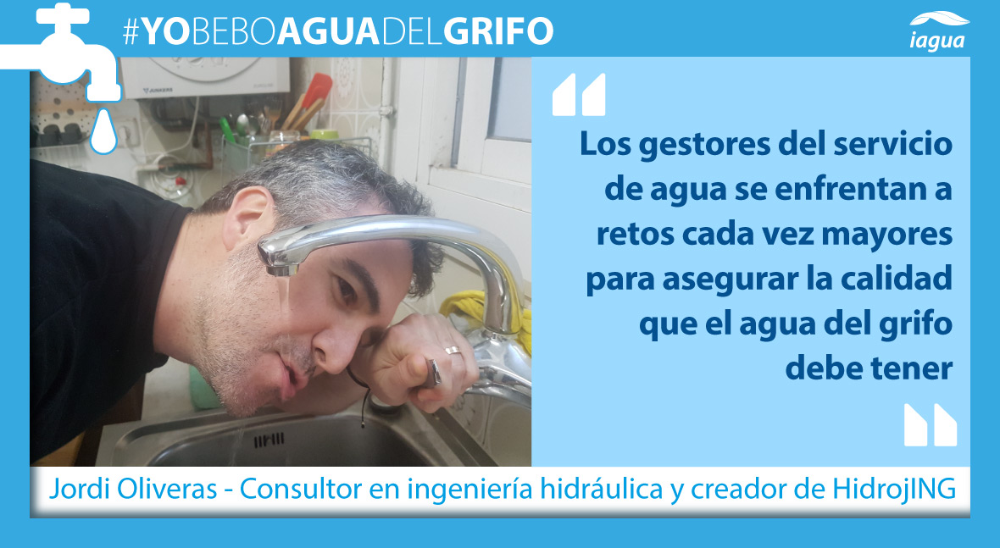 #YOBEBOAGUADELGRIFO
iagua
JUNKERS
Los gestores del servicio
de agua se enfrentan a
retos cada vez mayores
para asegurar la calidad
que el agua del grifo
debe tener
Jordi Oliveras - Consultor en ingeniería hidráulica y creador de HidrojING